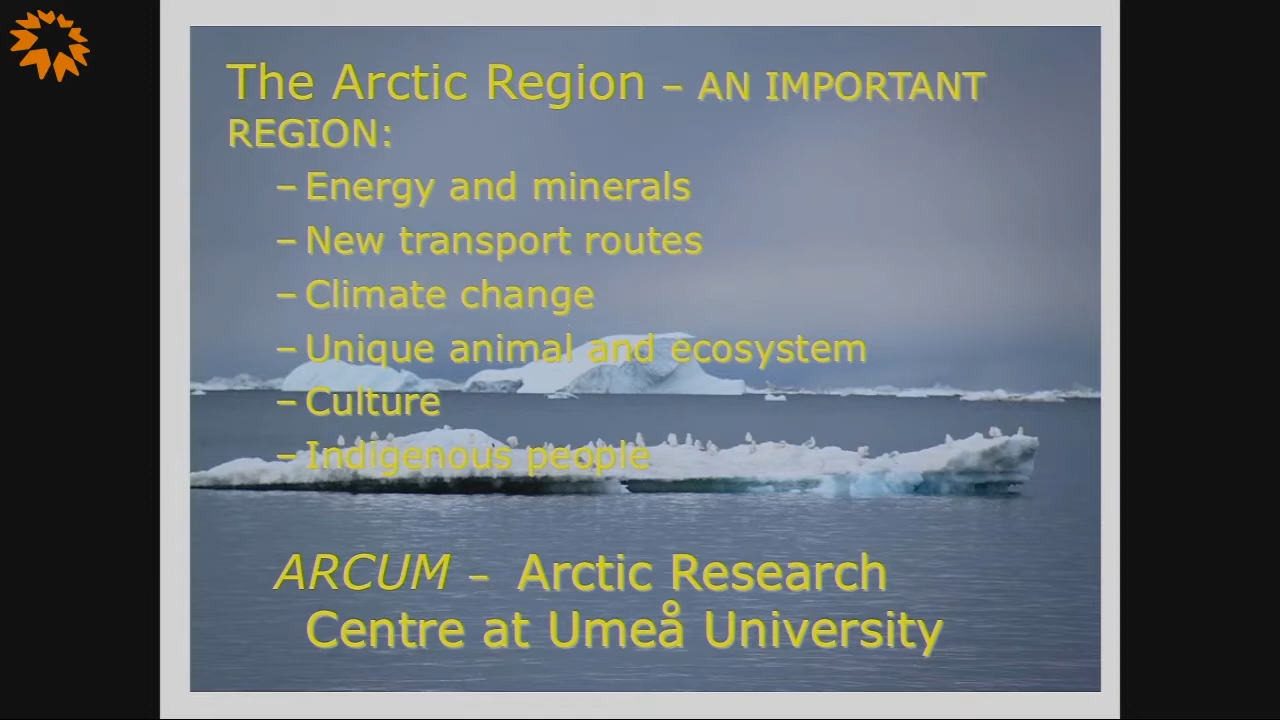 The Arctic Region – AN IMPORTANT
REGION:
– Energy and minerals
– New transport routes
– Climate change
– Unique animal and ecosystem
– Culture
– Indigenous people
ARCUM – Arctic Research
Centre at Umeå University